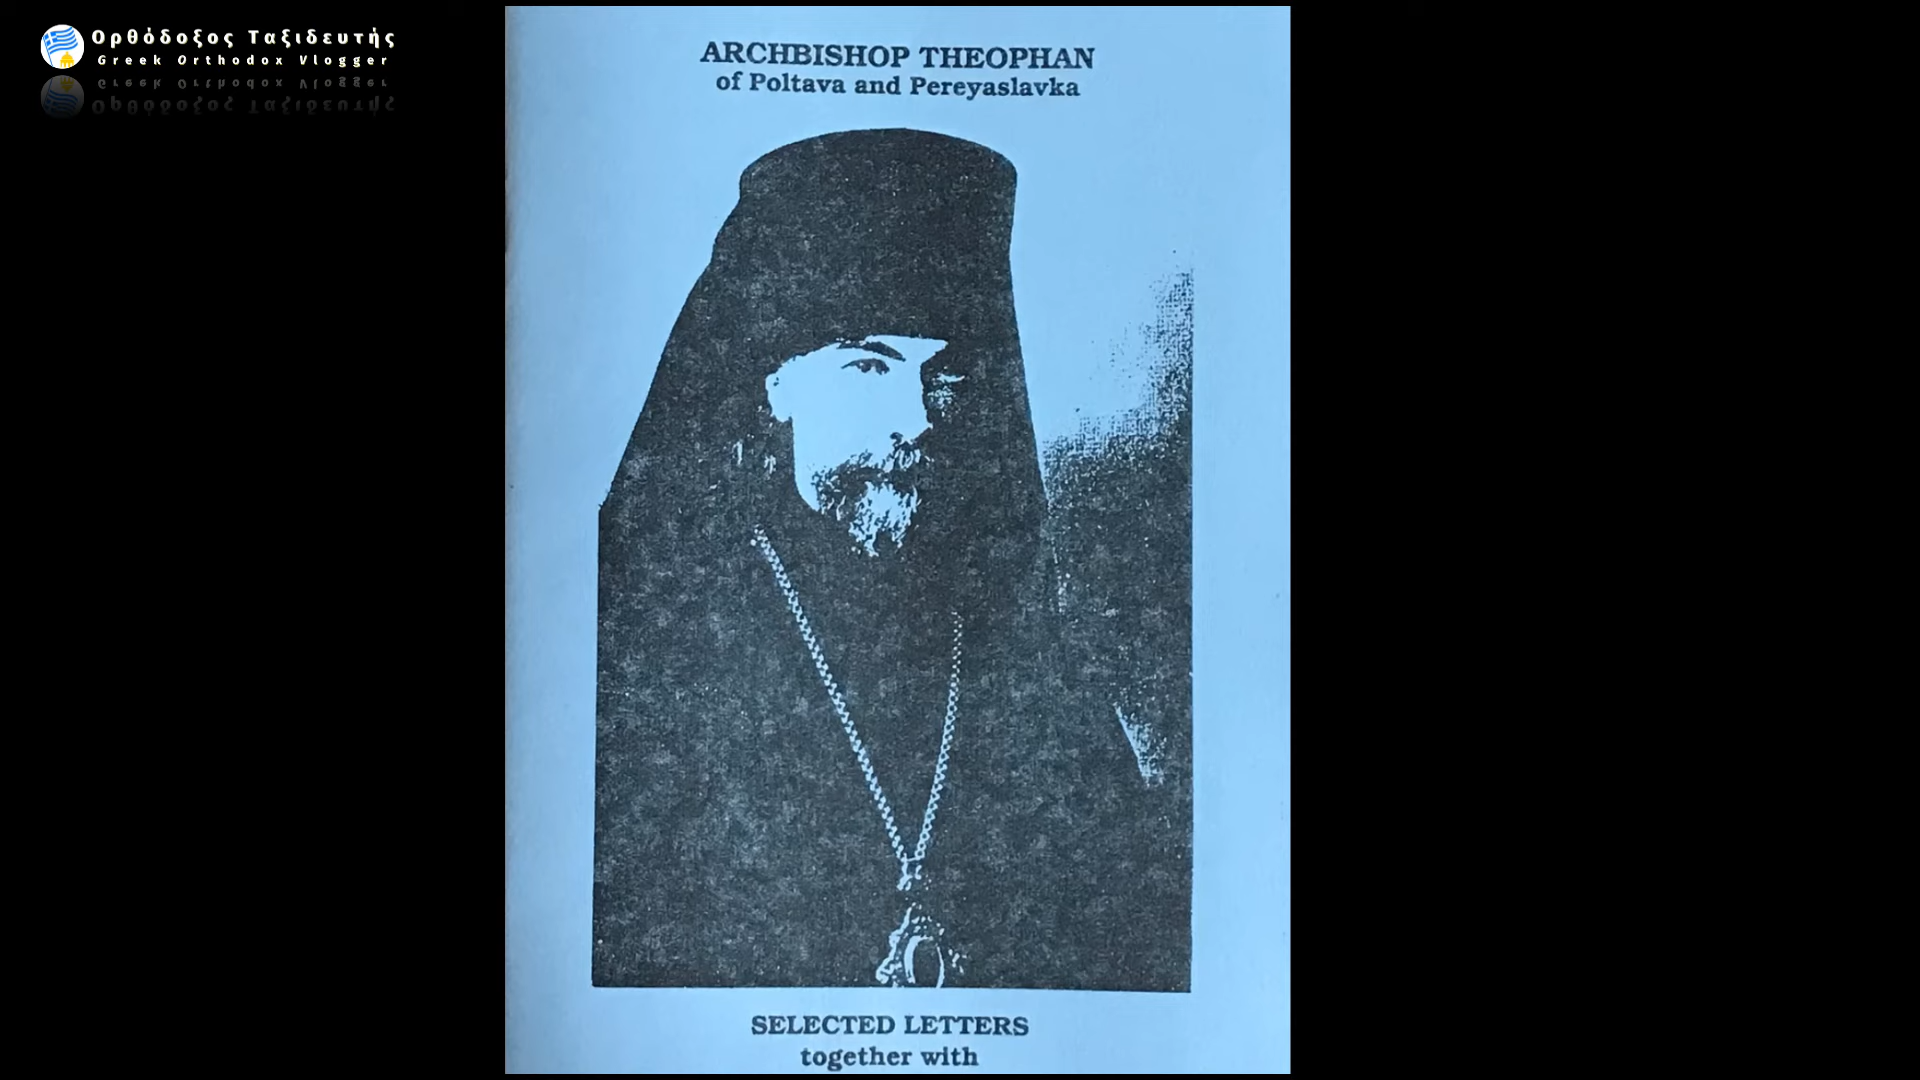 Ορθόδοξος Ταξιδευτής
Greek Orthodox Vlogger
ARCHBISHOP THEOPHAN
of Poltava and Pereyaslavka
SELECTED LETTERS
together with